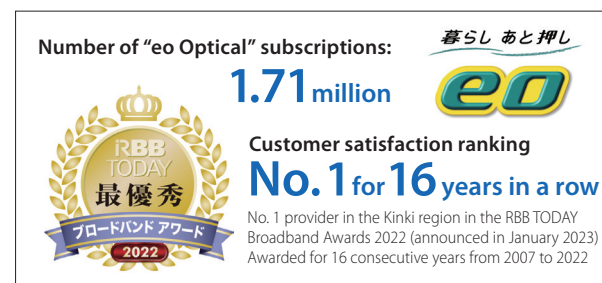 Number of “eo Optical” subscriptions:
1.71 million
暮らし あと押し
eo
RBB
TODAY
最優秀
ブロードバンド アワード
2022
Customer satisfaction ranking
No. 1 for 16 years in a row
No. 1 provider in the Kinki region in the RBB TODAY
Broadband Awards 2022 (announced in January 2023)
Awarded for 16 consecutive years from 2007 to 2022